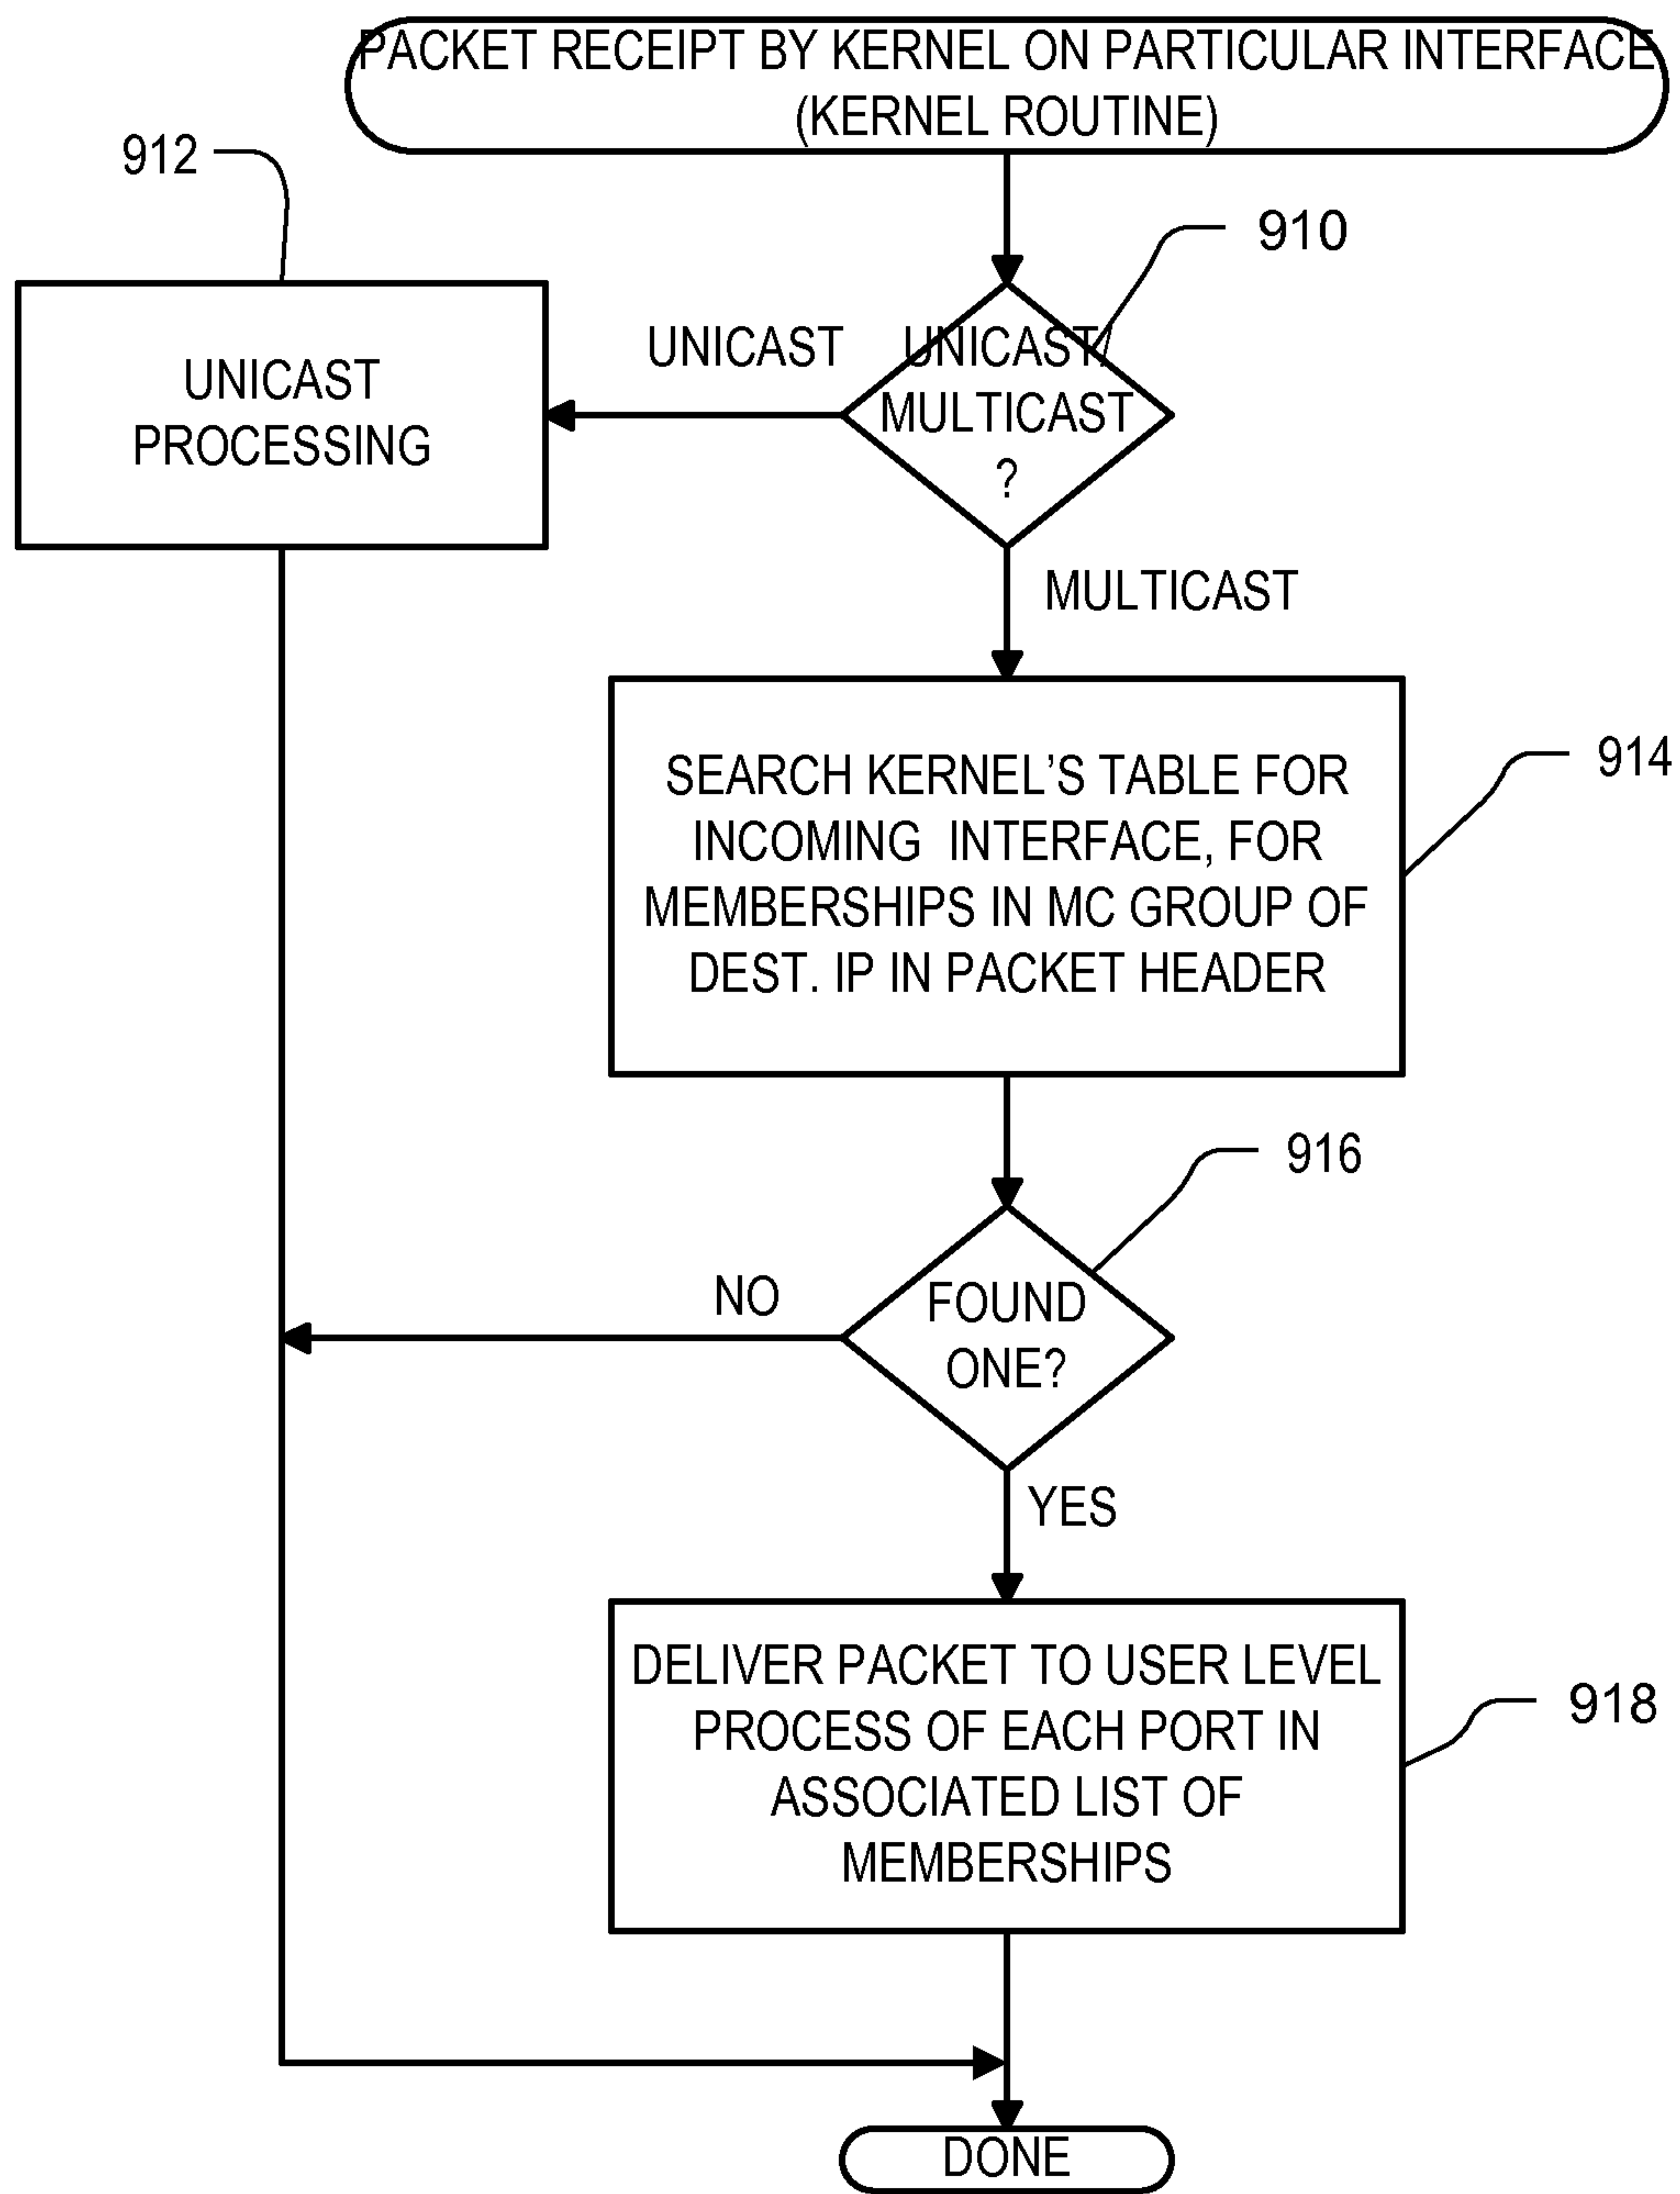 PACKET RECEIPT BY KERNEL ON PARTICULAR INTERFACE
(KERNEL ROUTINE)
912
910
UNICAST
UNICAST/
MULTICAST
?
UNICAST
PROCESSING
MULTICAST
SEARCH KERNEL’S TABLE FOR
INCOMING INTERFACE, FOR
MEMBERSHIPS IN MC GROUP OF
DEST. IP IN PACKET HEADER
914
916
NO
FOUND
ONE?
YES
DELIVER PACKET TO USER LEVEL
PROCESS OF EACH PORT IN
ASSOCIATED LIST OF
MEMBERSHIPS
918
DONE